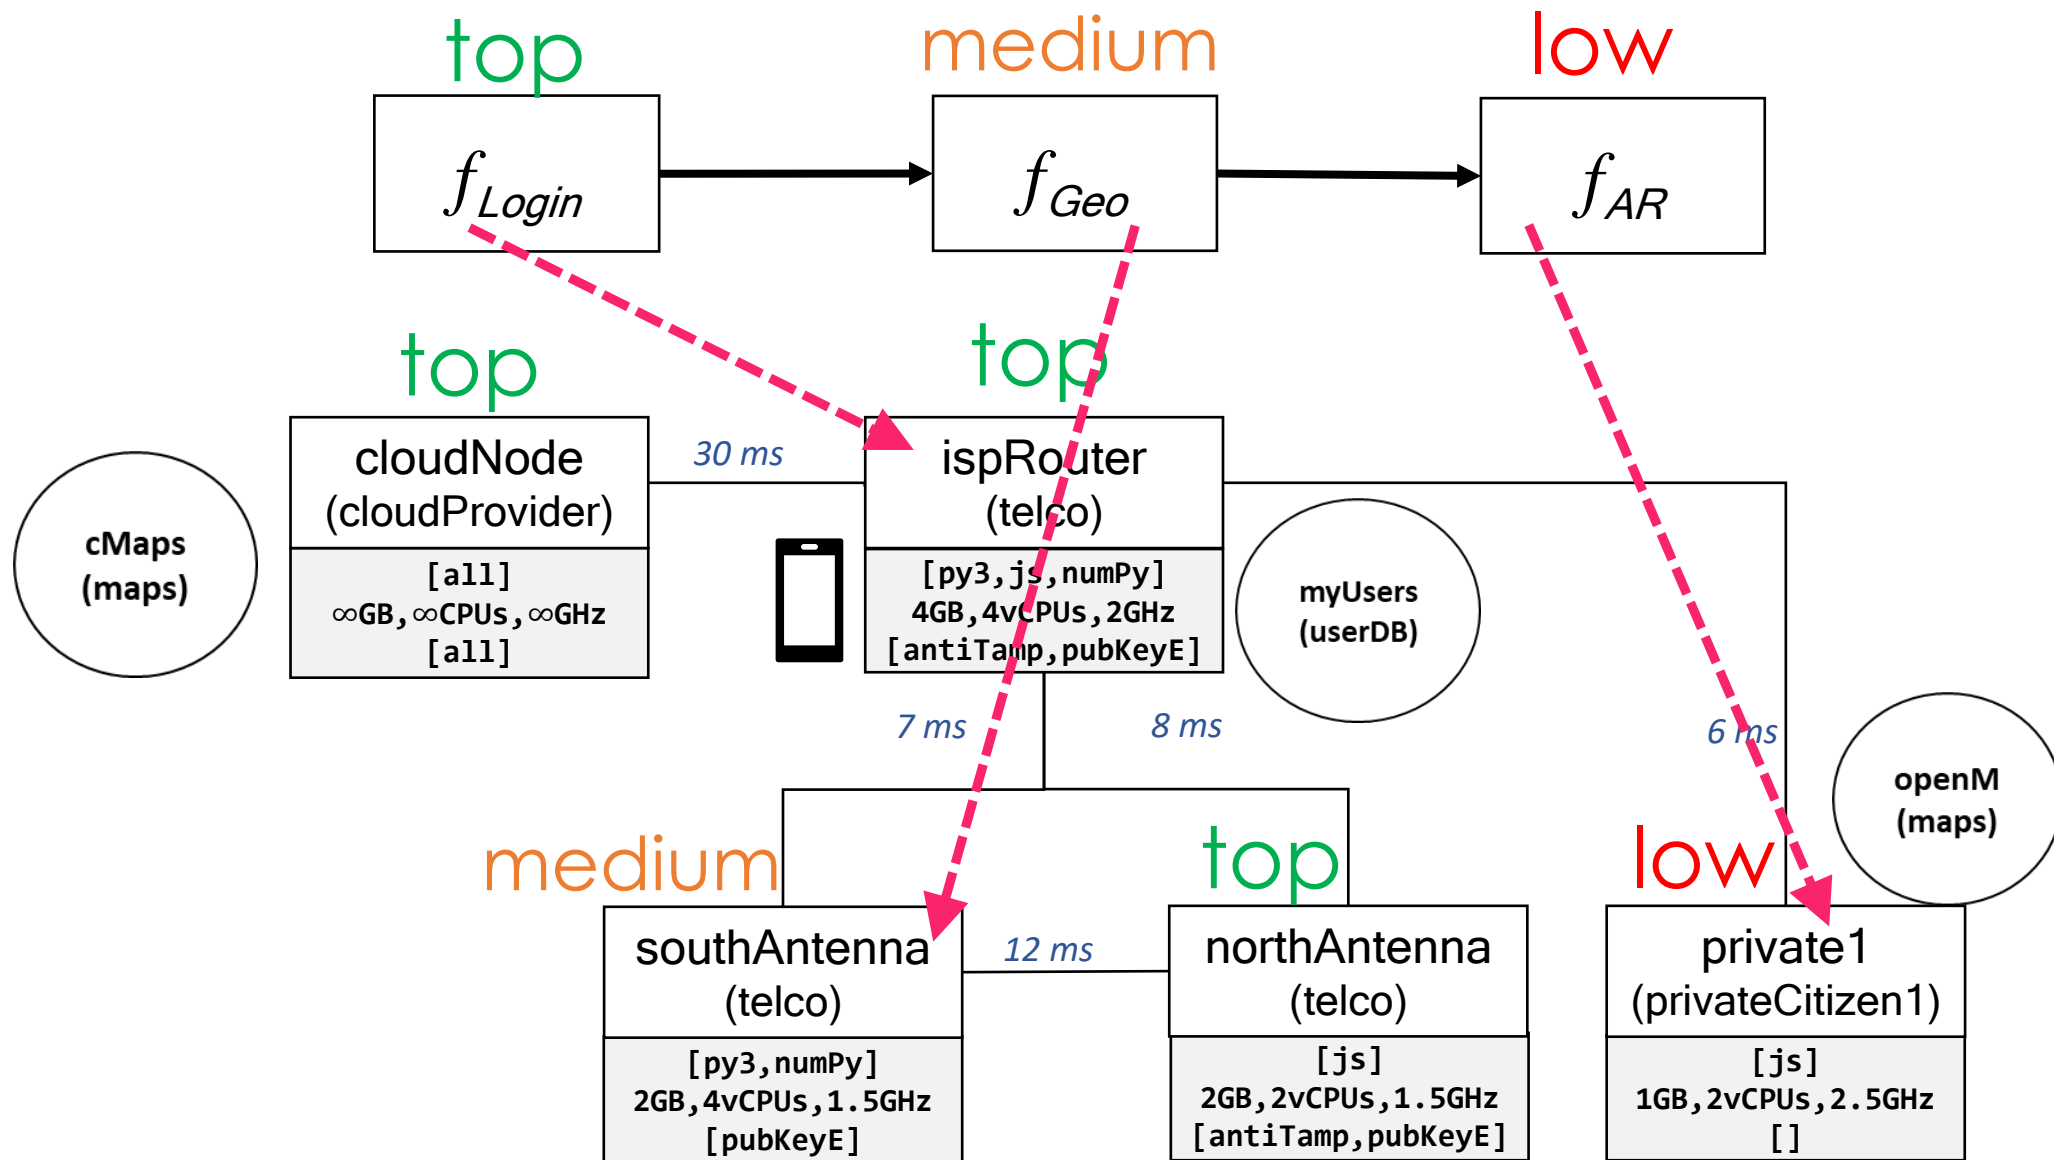 top
medium
low
f_Login
f_Geo
f_AR
top
top
cloudNode
(cloudProvider)
30 ms
ispRouter
(telco)
cMaps
(maps)
[all]
∞GB,∞CPUs,∞GHz
[all]
[py3,js,numPy]
4GB,4vCPUs,2GHz
[antiTamp,pubKeyE]
myUsers
(userDB)
7 ms
8 ms
6 ms
openM
(maps)
medium
top
low
southAntenna
(telco)
12 ms
northAntenna
(telco)
private1
(privateCitizen1)
[py3,numPy]
2GB,4vCPUs,1.5GHz
[pubKeyE]
[js]
2GB,2vCPUs,1.5GHz
[antiTamp,pubKeyE]
[js]
1GB,2vCPUs,2.5GHz
[]